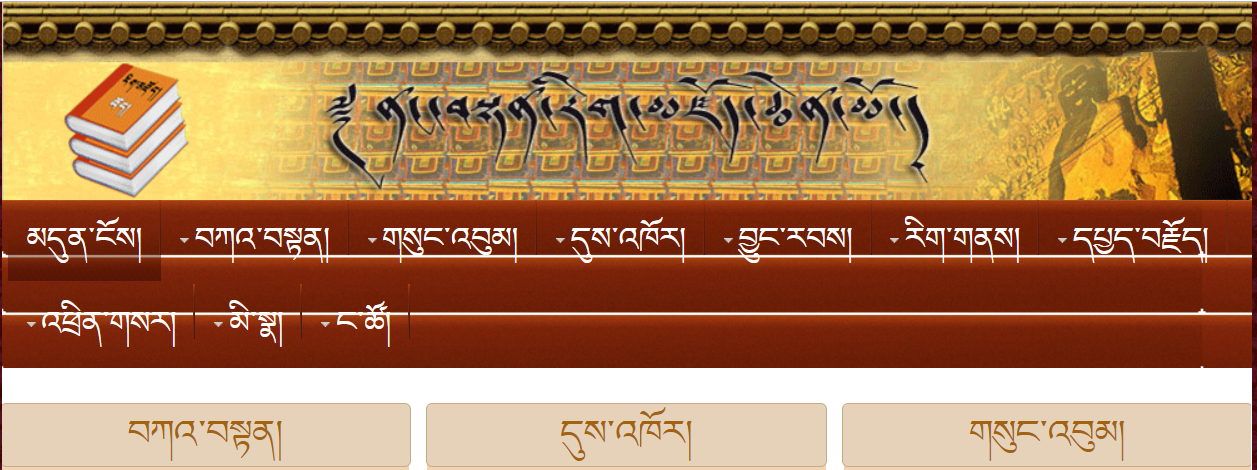 མདུན་ངོས། བཀའ་བསྟན། གསུང་འབུམ། དུས་འཁོར། བྱུང་རབས། རིག་གནས། དཔྱད་བརྗོད།
འཕྲིན་གསར། མི་སྣ། ང་ཚོ།
བཀའ་བསྟན། དུས་འཁོར། གསུང་འབུམ།